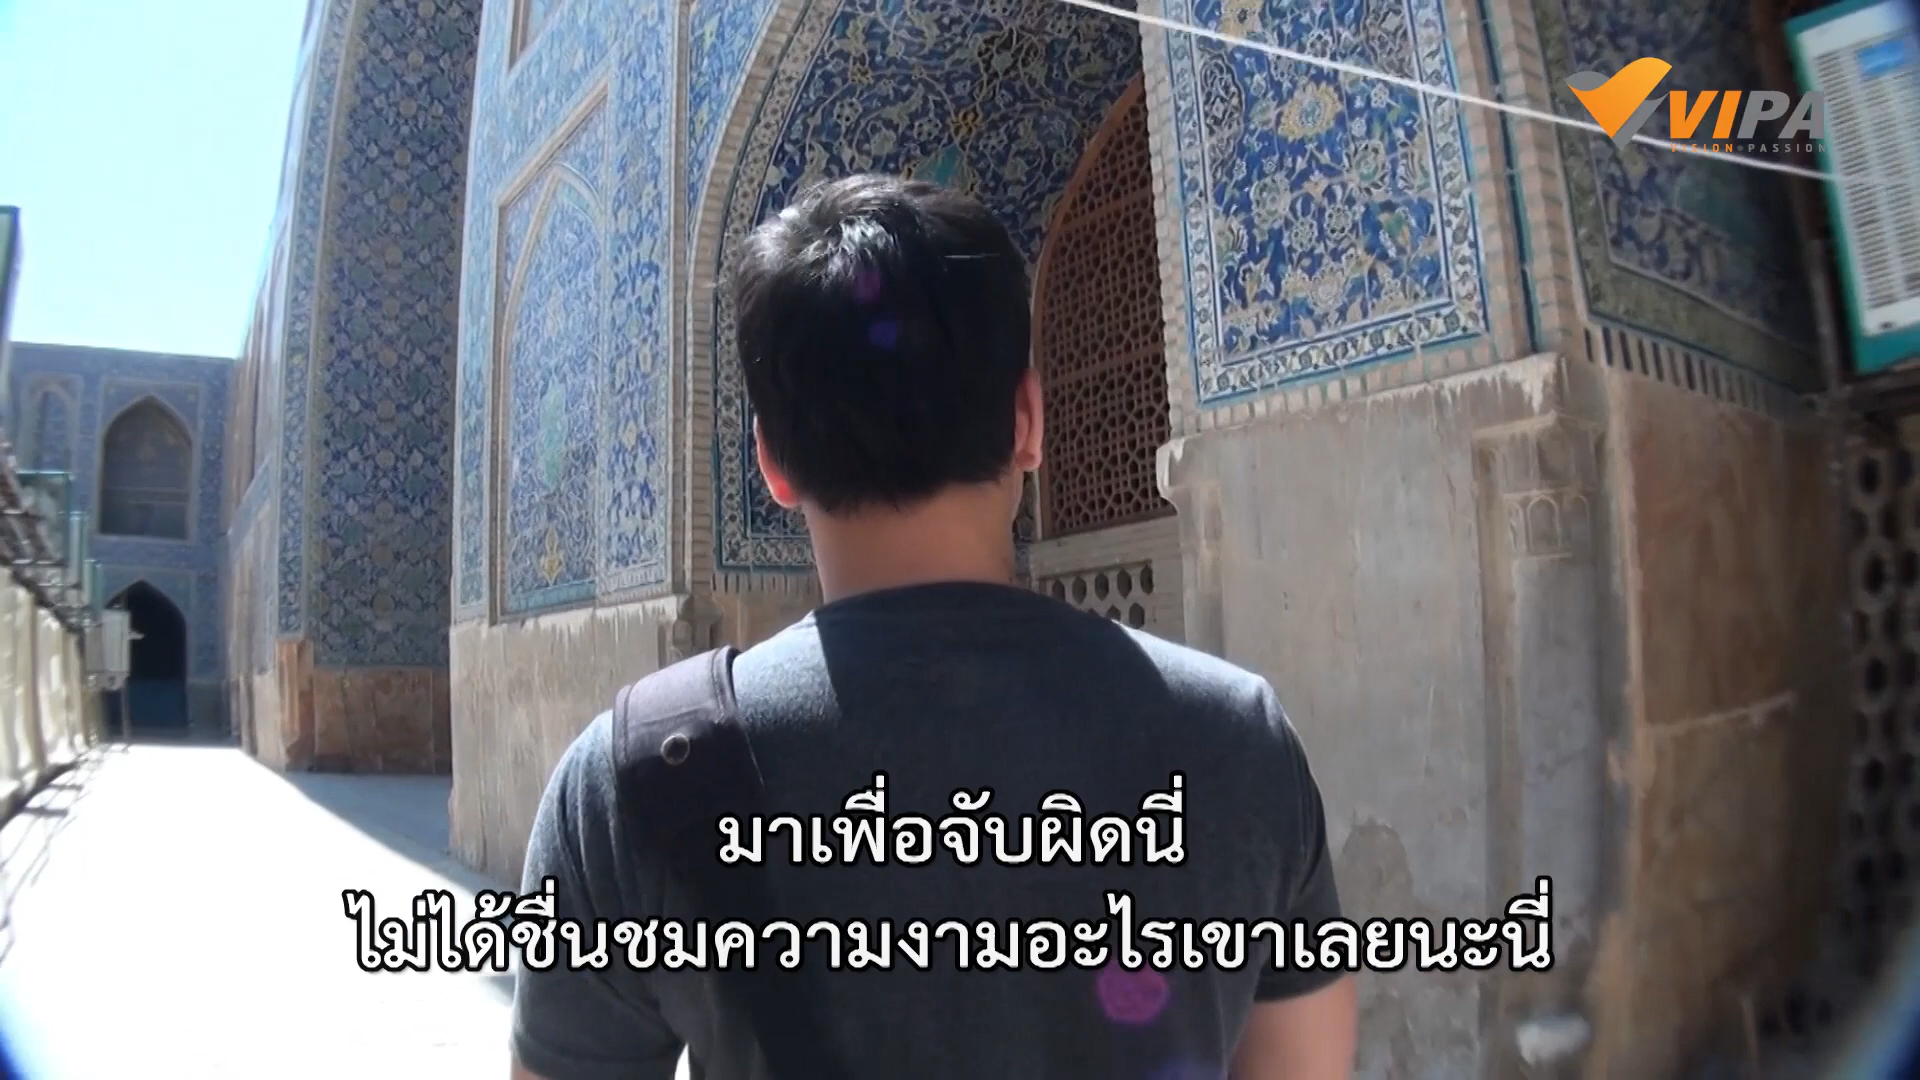 VIPA
VISION PASSION
มาเพื่อจับผิดนี่
ไม่ได้ชื่นชมความงามอะไรเขาเลยนะนี่